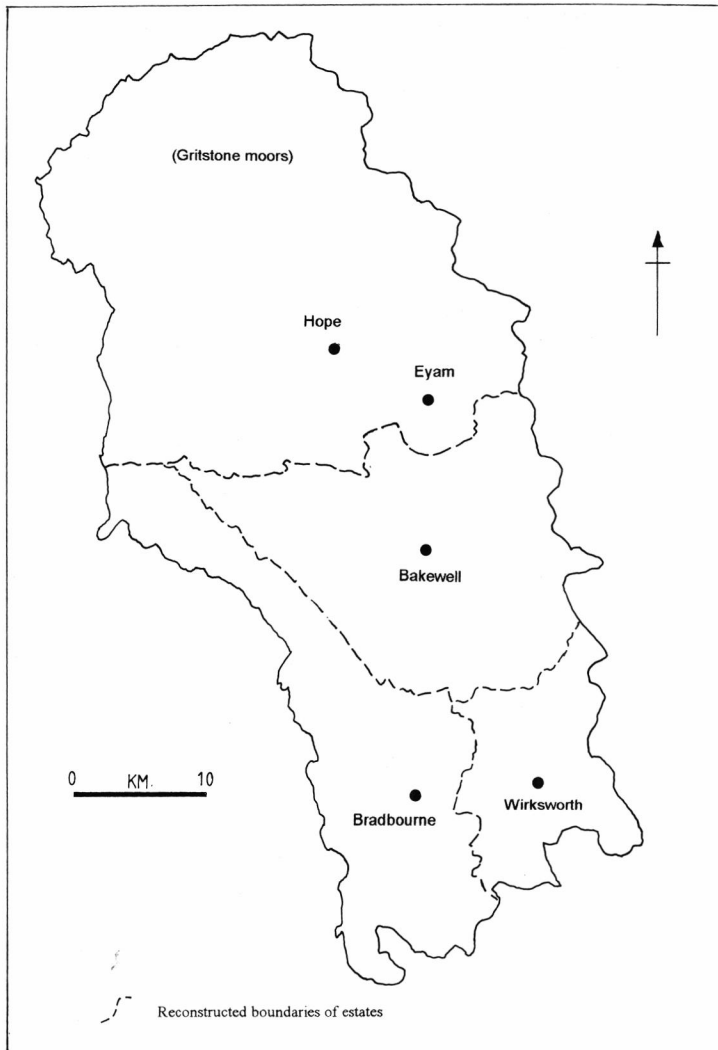 (Gritstone moors)
Hope
Eyam
Bakewell
0 KM. 10
Bradbourne
Wirksworth
Reconstructed boundaries of estates